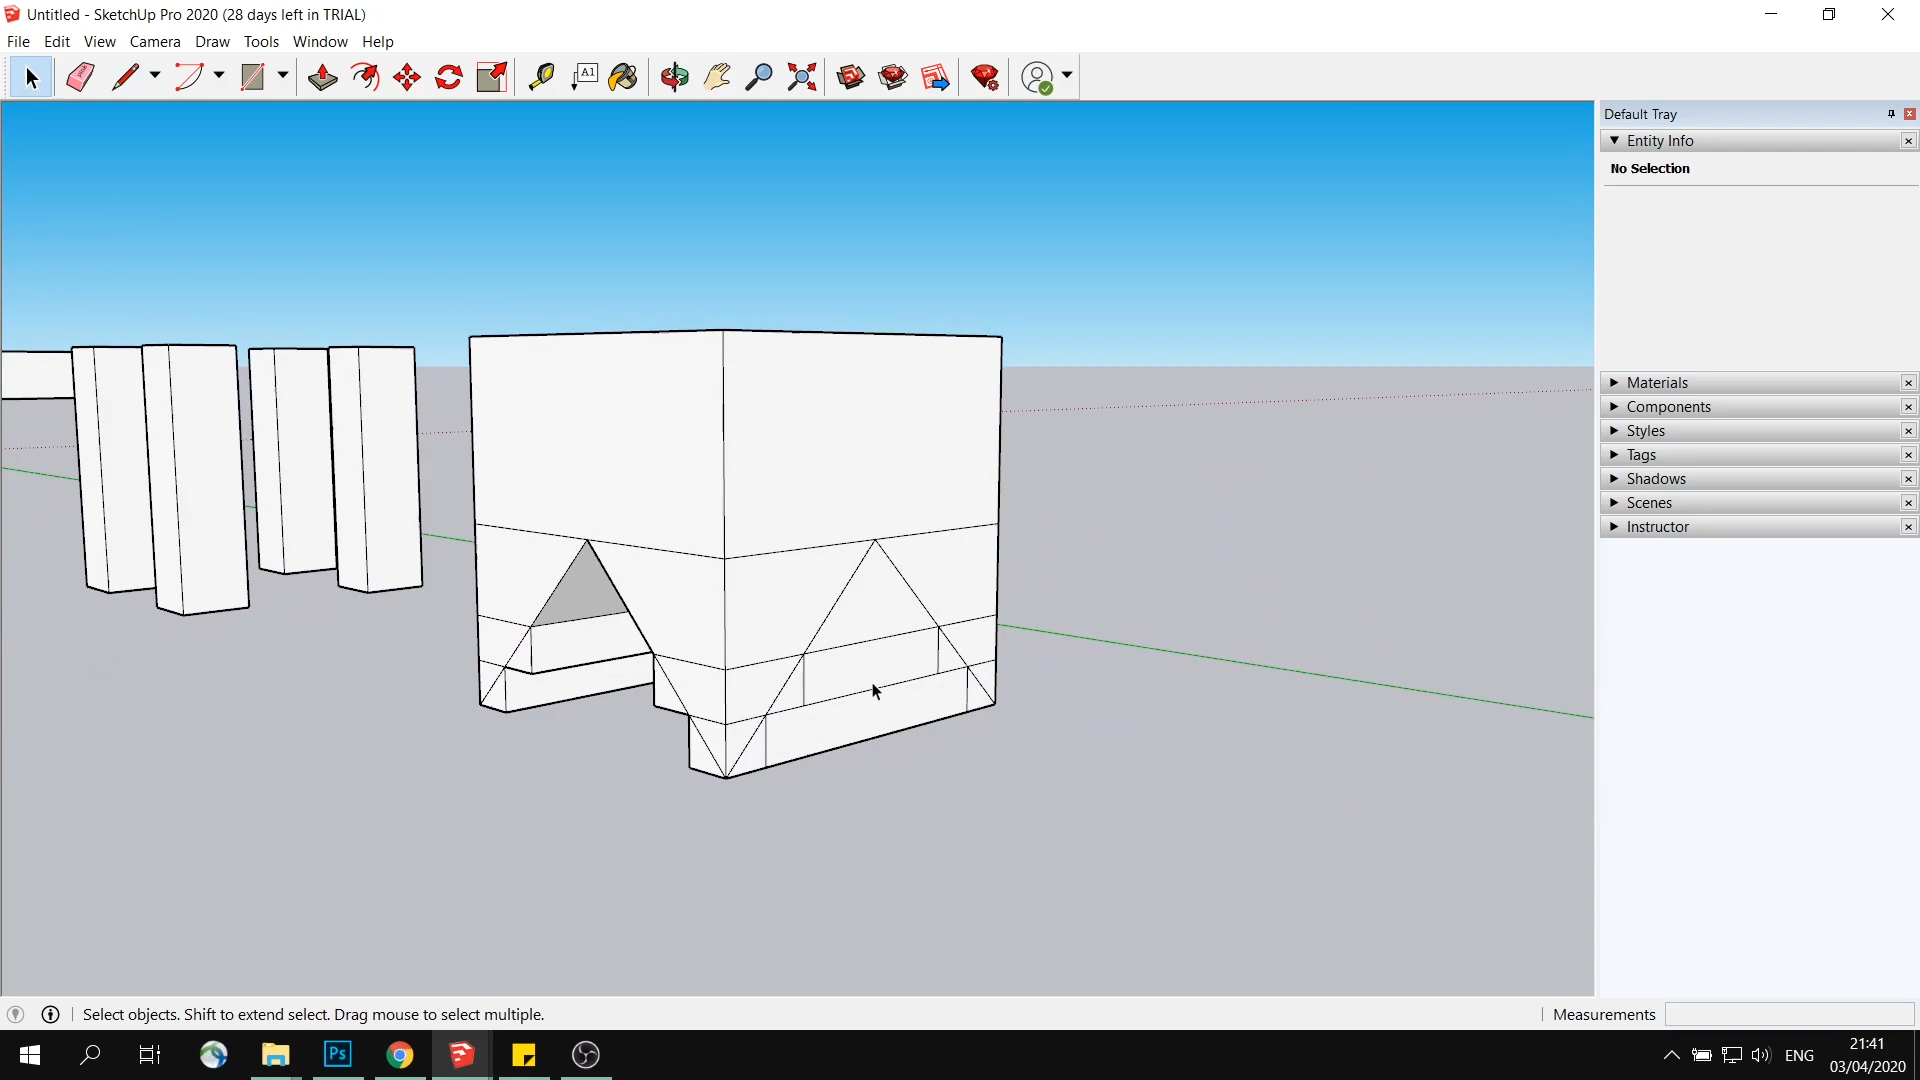 Untitled - SketchUp Pro 2020 (28 days left in TRIAL)
File Edit View Camera Draw Tools Window Help
A1
Default Tray
Entity Info
No Selection
Materials
Components
Styles
Tags
Shadows
Scenes
Instructor
Select objects. Shift to extend select. Drag mouse to select multiple.
Measurements
Ps
ENG
21:41
03/04/2020